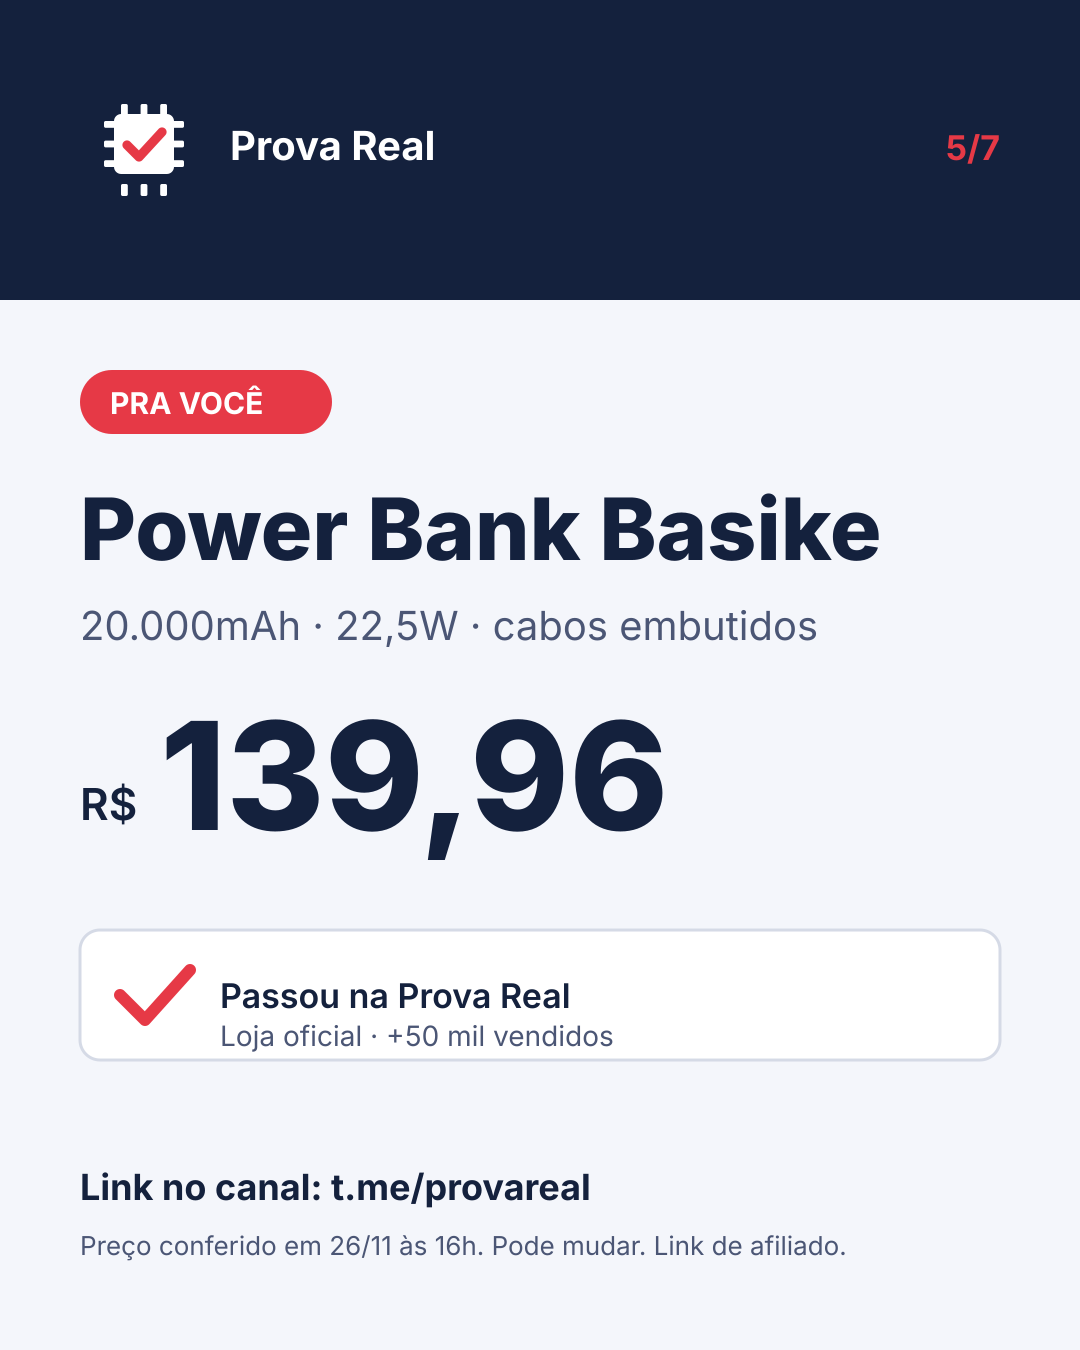 Prova Real
5/7
PRA VOCÊ
Power Bank Basike
20.000mAh · 22,5W · cabos embutidos
R$ 139,96
Passou na Prova Real
Loja oficial · +50 mil vendidos
Link no canal: t.me/provareal
Preço conferido em 26/11 às 16h. Pode mudar. Link de afiliado.